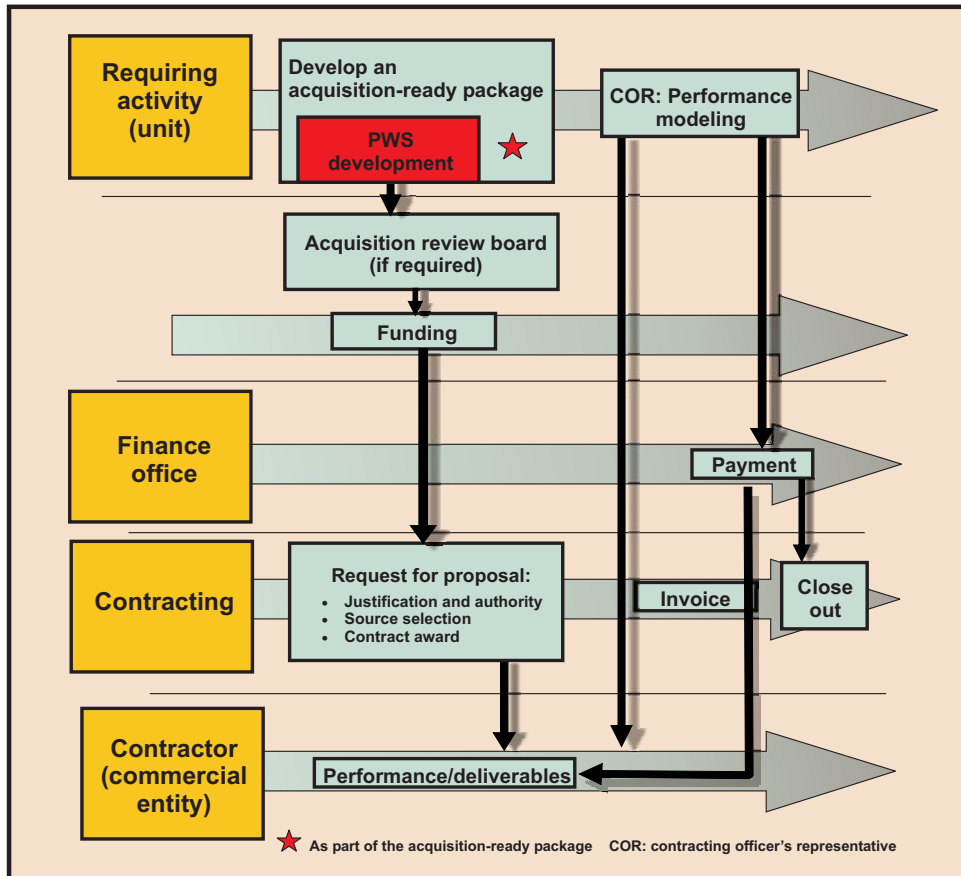 Requiring
activity
(unit)
Develop an
acquisition-ready package
PWS
development
COR: Performance
modeling
Acquisition review board
(if required)
Funding
Finance
office
Payment
Contracting
Request for proposal:
• Justification and authority
• Source selection
• Contract award
Invoice
Close
out
Contractor
(commercial
entity)
Performance/deliverables
As part of the acquisition-ready package COR: contracting officer's representative